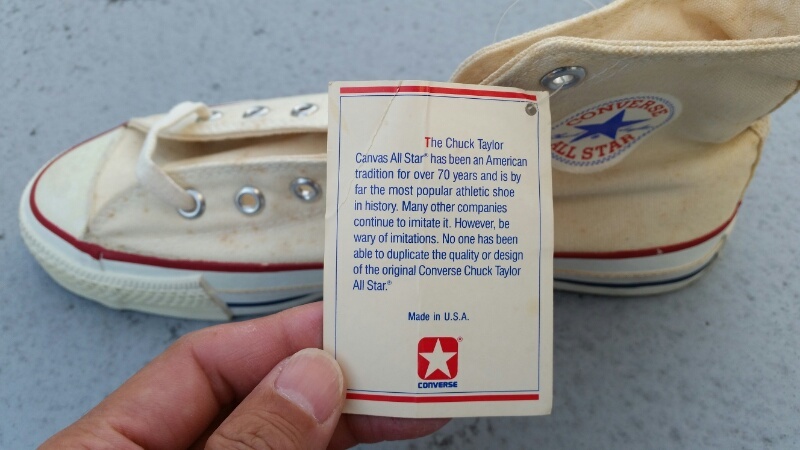 The Chuck Taylor
Canvas All Star® has been an American
tradition for over 70 years and is by
far the most popular athletic shoe
in history. Many other companies
continue to imitate it. However, be
wary of imitations. No one has been
able to duplicate the quality or design
of the original Converse Chuck Taylor
All Star.®
Made in U.S.A.
®
CONVERSE
CONVERSE
ALL STAR